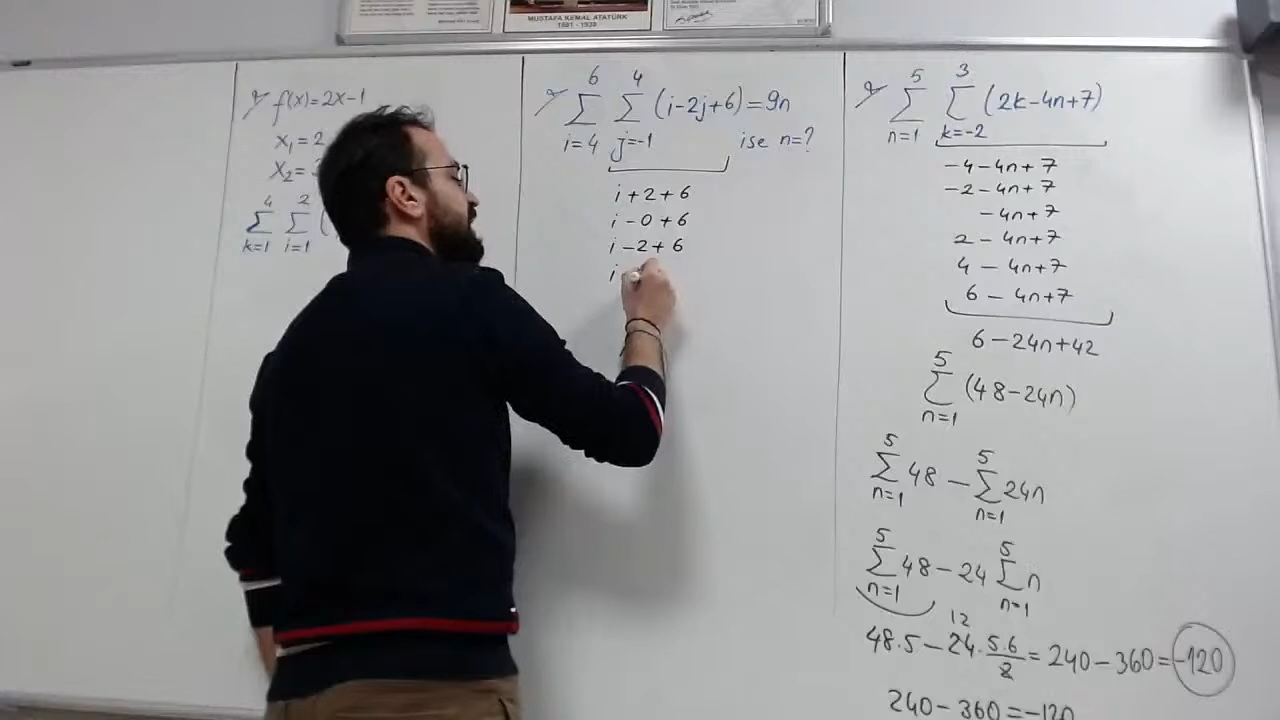 MUSTAFA KEMAL ATATÜRK
1881 - 1938
f(x)=2x-1
x₁=2
x₂=
4 2
∑ ∑ (
k=1 i=1
6 4
∑ ∑ (i-2j+6)=9n
i=4 j=-1 ise n=?
i+2+6
i-0+6
i-2+6
i
5 3
∑ ∑ (2k-4n+7)
n=1 k=-2
-4-4n+7
-2-4n+7
-4n+7
2-4n+7
4-4n+7
6-4n+7
6-24n+42
5
∑ (48-24n)
n=1
5 5
∑ 48 - ∑ 24n
n=1 n=1
5 5
∑ 48-24 ∑ n
n=1 n=1
12
48.5-24.5.6/2=240-360=-120
240-360=-120